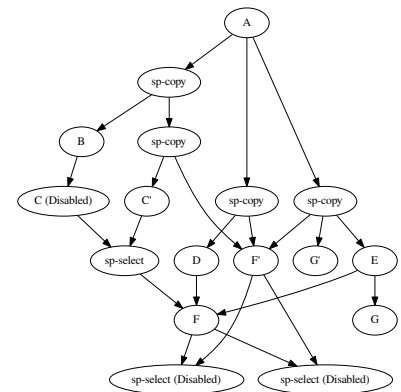 A
sp-copy
B
sp-copy
C (Disabled)
C'
sp-copy
sp-copy
sp-select
D
F'
G'
E
F
G
sp-select (Disabled)
sp-select (Disabled)